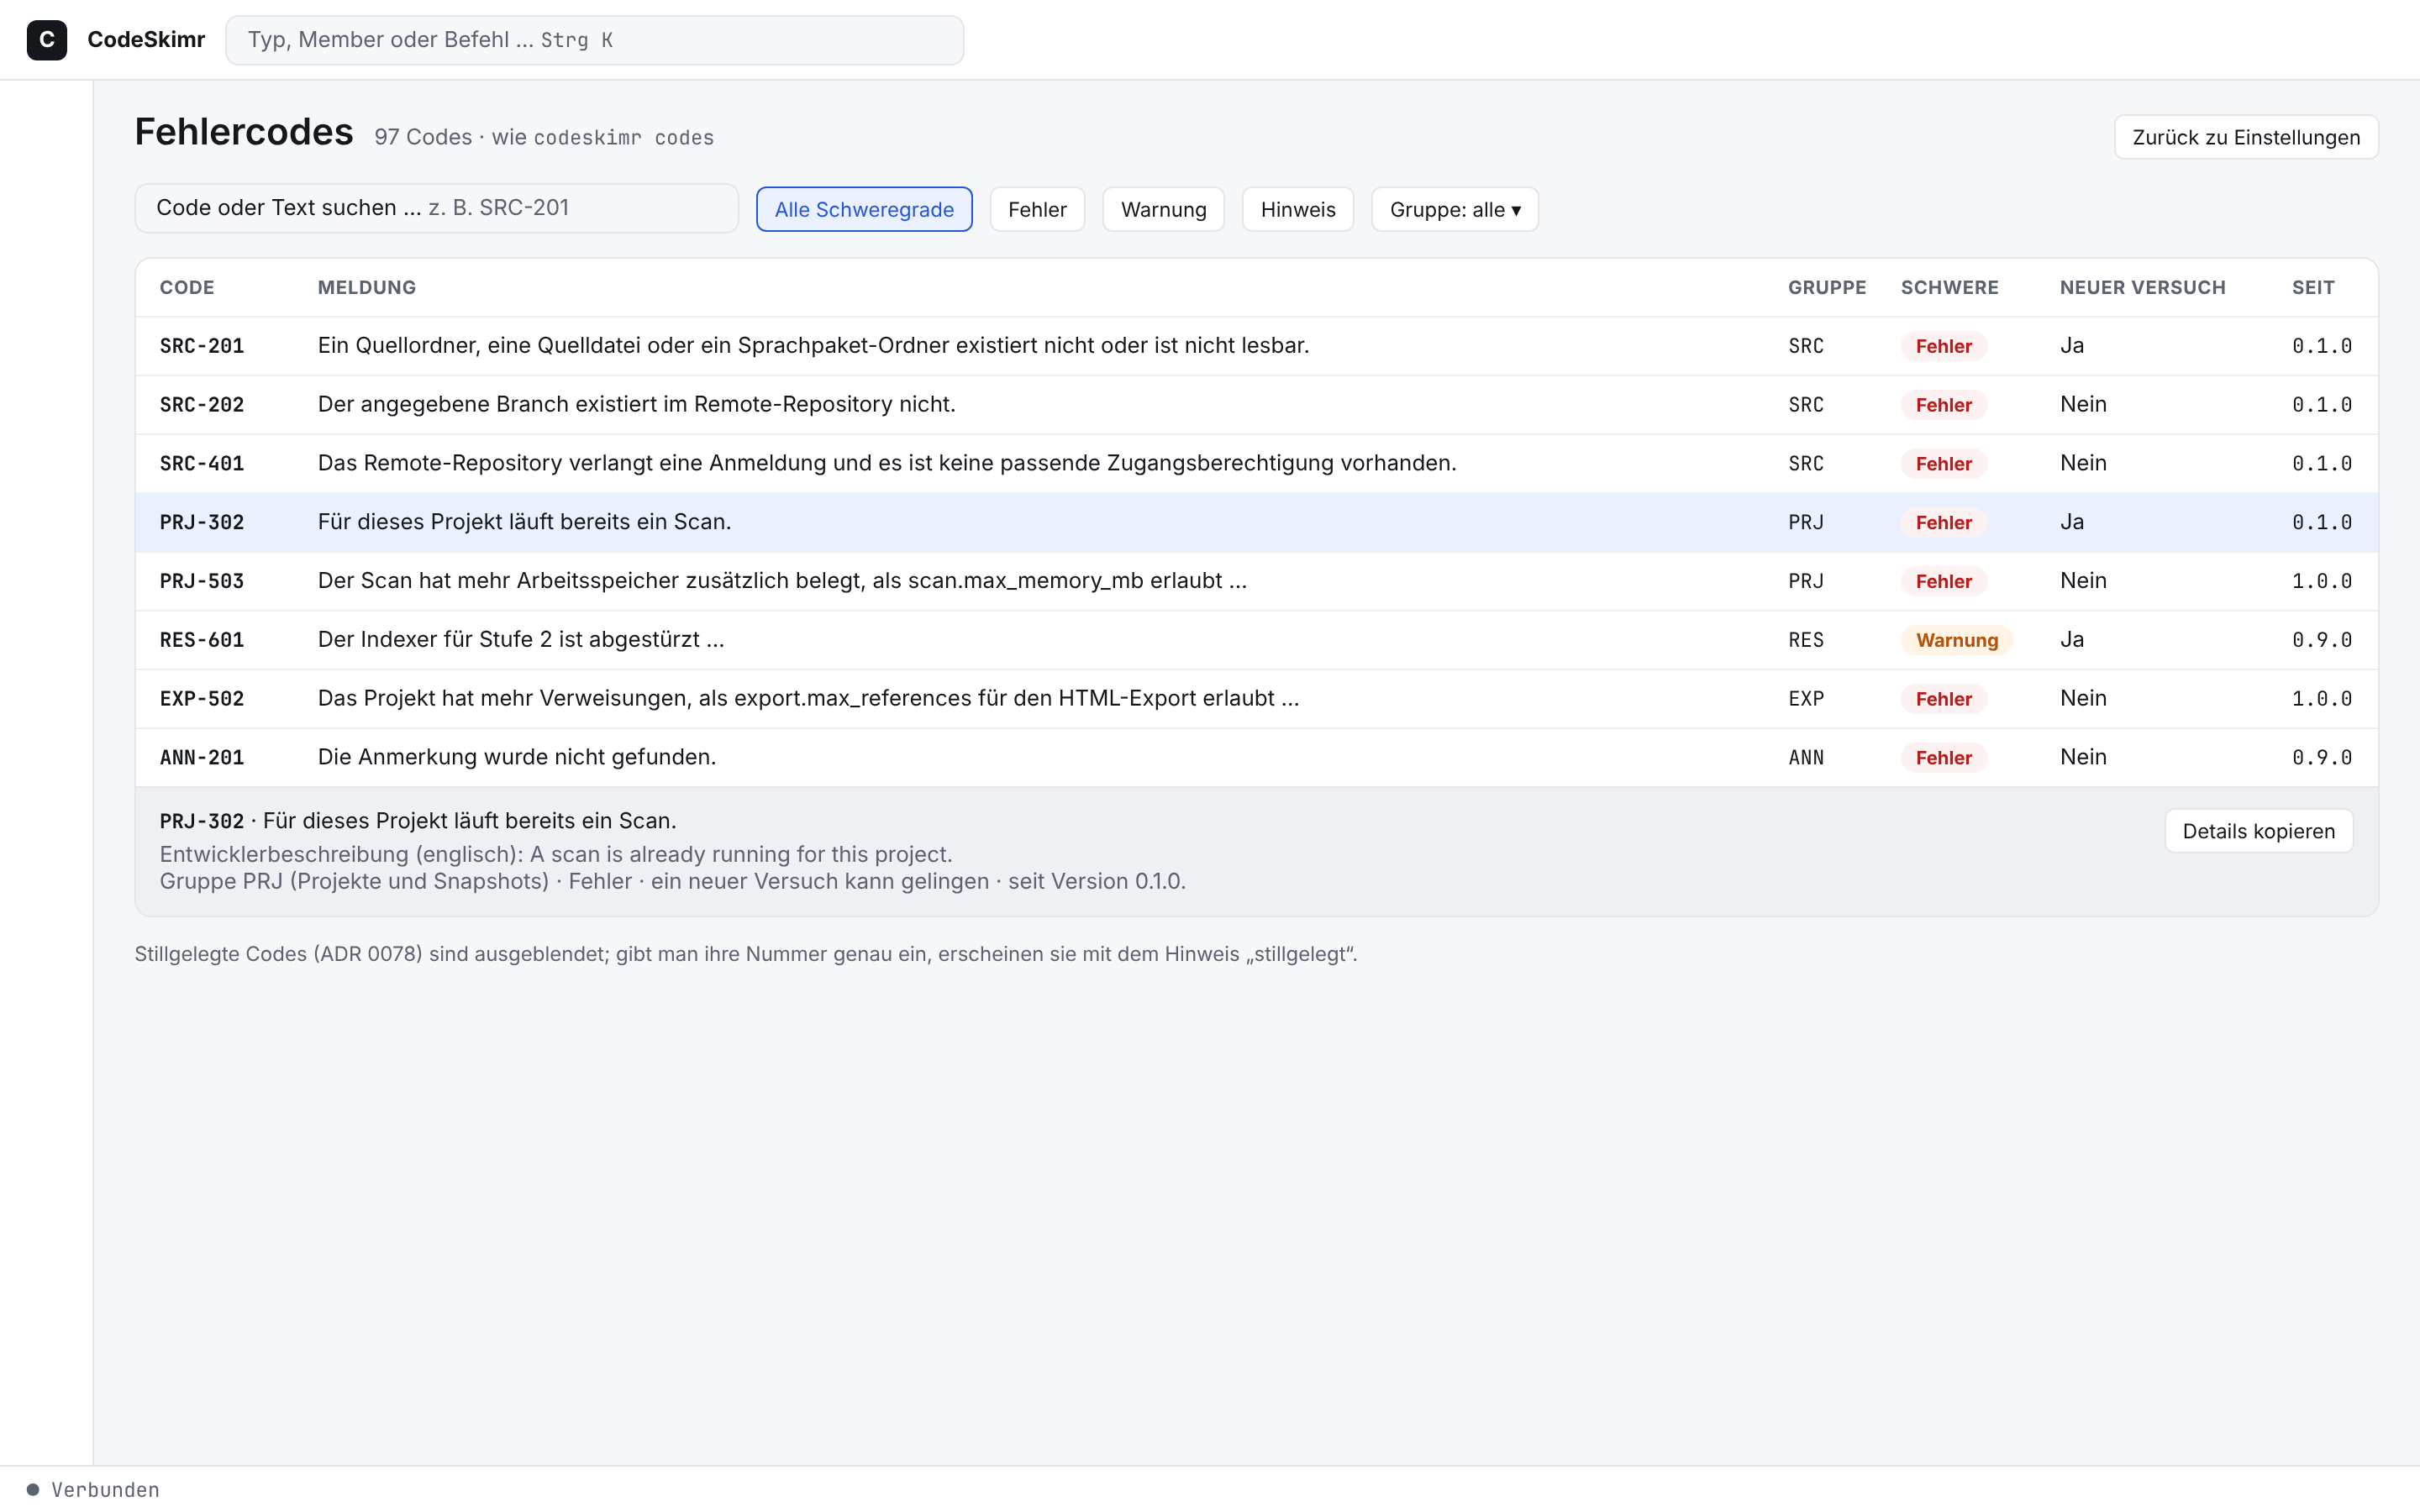 C CodeSkimr Typ, Member oder Befehl ... Strg K
Fehlercodes 97 Codes · wie codeskimr codes Zurück zu Einstellungen
Code oder Text suchen ... z. B. SRC-201 Alle Schweregrade Fehler Warnung Hinweis Gruppe: alle ▾
CODE MELDUNG GRUPPE SCHWERE NEUER VERSUCH SEIT
SRC-201 Ein Quellordner, eine Quelldatei oder ein Sprachpaket-Ordner existiert nicht oder ist nicht lesbar. SRC Fehler Ja 0.1.0
SRC-202 Der angegebene Branch existiert im Remote-Repository nicht. SRC Fehler Nein 0.1.0
SRC-401 Das Remote-Repository verlangt eine Anmeldung und es ist keine passende Zugangsberechtigung vorhanden. SRC Fehler Nein 0.1.0
PRJ-302 Für dieses Projekt läuft bereits ein Scan. PRJ Fehler Ja 0.1.0
PRJ-503 Der Scan hat mehr Arbeitsspeicher zusätzlich belegt, als scan.max_memory_mb erlaubt ... PRJ Fehler Nein 1.0.0
RES-601 Der Indexer für Stufe 2 ist abgestürzt ... RES Warnung Ja 0.9.0
EXP-502 Das Projekt hat mehr Verweisungen, als export.max_references für den HTML-Export erlaubt ... EXP Fehler Nein 1.0.0
ANN-201 Die Anmerkung wurde nicht gefunden. ANN Fehler Nein 0.9.0
PRJ-302 · Für dieses Projekt läuft bereits ein Scan. Details kopieren
Entwicklerbeschreibung (englisch): A scan is already running for this project.
Gruppe PRJ (Projekte und Snapshots) · Fehler · ein neuer Versuch kann gelingen · seit Version 0.1.0.
Stillgelegte Codes (ADR 0078) sind ausgeblendet; gibt man ihre Nummer genau ein, erscheinen sie mit dem Hinweis „stillgelegt“.
Verbunden